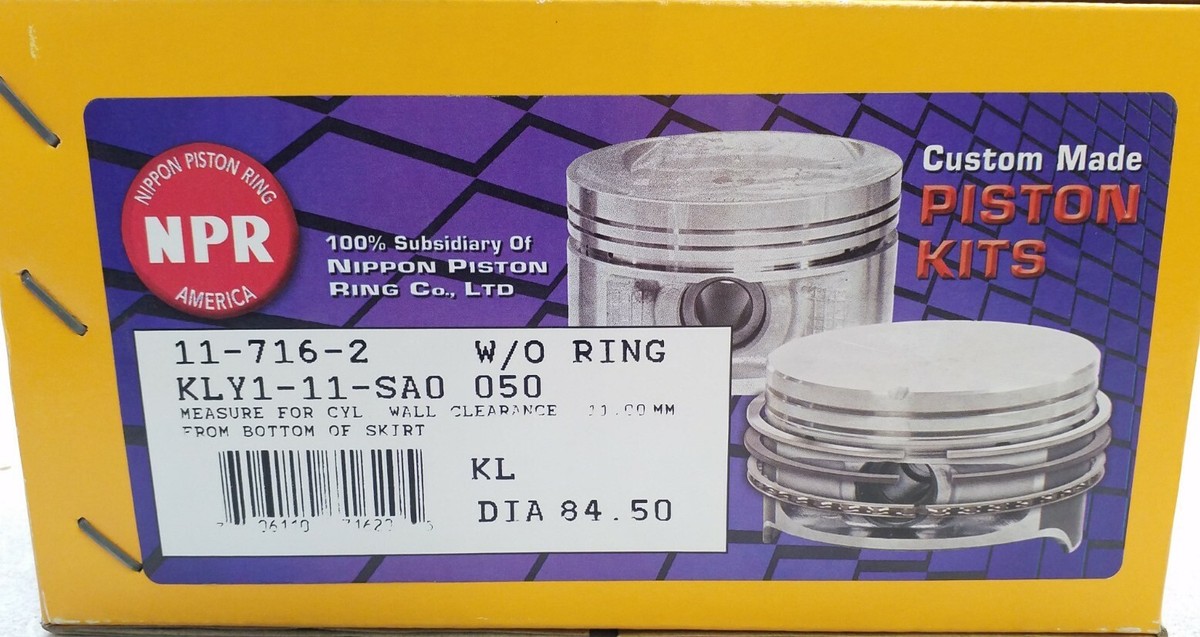 NIPPON PISTON RING
NPR
AMERICA
100% Subsidiary Of
NIPPON PISTON
RING CO., LTD
Custom Made
PISTON
KITS
11-716-2 W/O RING
KLY1-11-SA0 050
MEASURE FOR CYL WALL CLEARANCE 11.00 MM
FROM BOTTOM OF SKIRT
KL
DIA 84.50